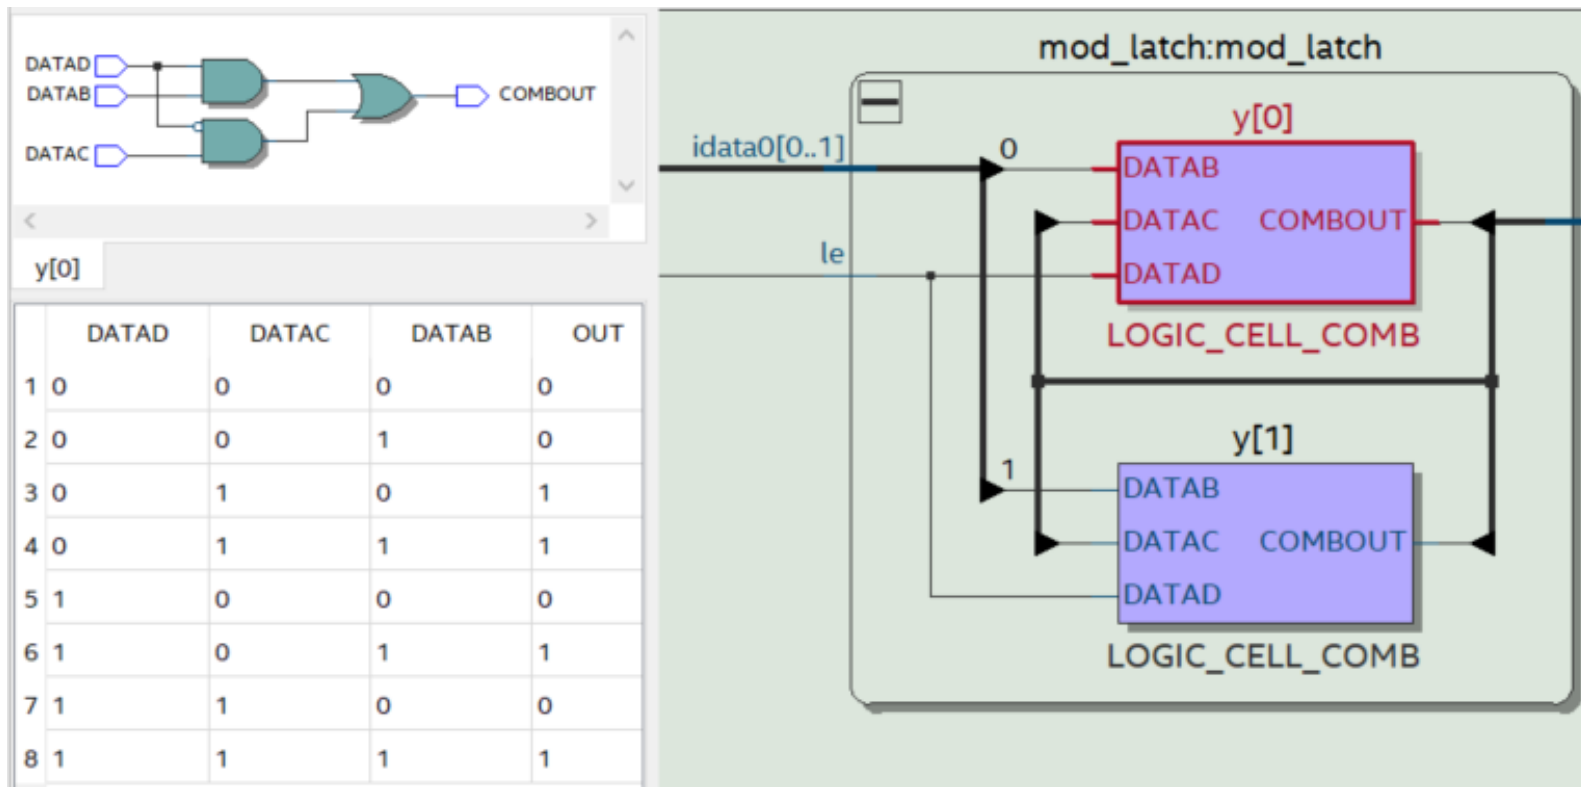 DATAD
DATAB
COMBOUT
DATAC
y[0]
DATAD DATAC DATAB OUT
1 0 0 0 0
2 0 0 1 0
3 0 1 0 1
4 0 1 1 1
5 1 0 0 0
6 1 0 1 1
7 1 1 0 0
8 1 1 1 1
mod_latch:mod_latch
idata0[0..1]
le
0
y[0]
DATAB
DATAC COMBOUT
DATAD
LOGIC_CELL_COMB
1
y[1]
DATAB
DATAC COMBOUT
DATAD
LOGIC_CELL_COMB